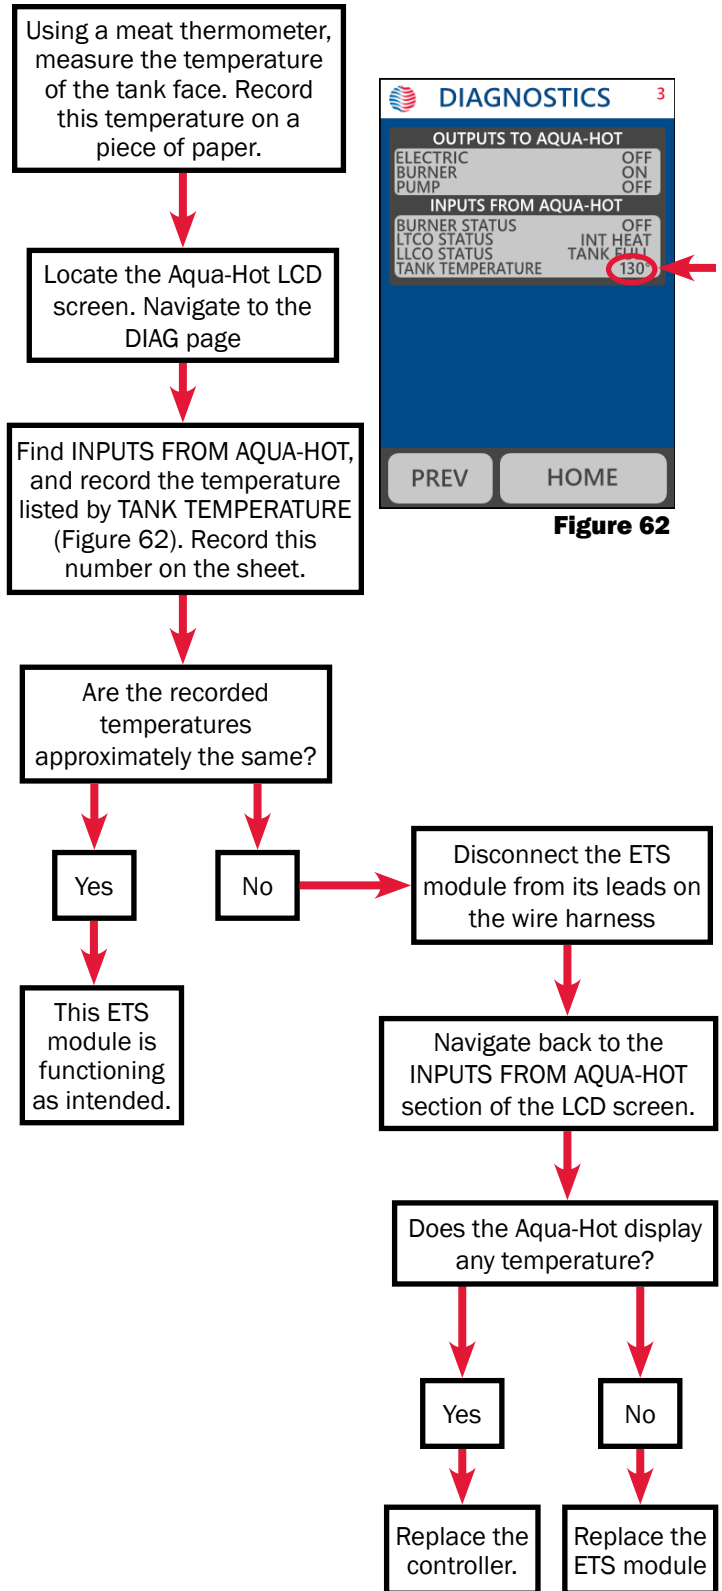 Using a meat thermometer,
measure the temperature
of the tank face. Record
this temperature on a
piece of paper.
Locate the Aqua-Hot LCD
screen. Navigate to the
DIAG page
Find INPUTS FROM AQUA-HOT,
and record the temperature
listed by TANK TEMPERATURE
(Figure 62). Record this
number on the sheet.
DIAGNOSTICS 3
OUTPUTS TO AQUA-HOT
ELECTRIC OFF
BURNER ON
PUMP OFF
INPUTS FROM AQUA-HOT
BURNER STATUS OFF
LTCO STATUS INT HEAT
LLCO STATUS TANK FULL
TANK TEMPERATURE 130°
PREV HOME
Figure 62
Are the recorded
temperatures
approximately the same?
Yes
No
This ETS
module is
functioning
as intended.
Disconnect the ETS
module from its leads on
the wire harness
Navigate back to the
INPUTS FROM AQUA-HOT
section of the LCD screen.
Does the Aqua-Hot display
any temperature?
Yes
No
Replace the
controller.
Replace the
ETS module